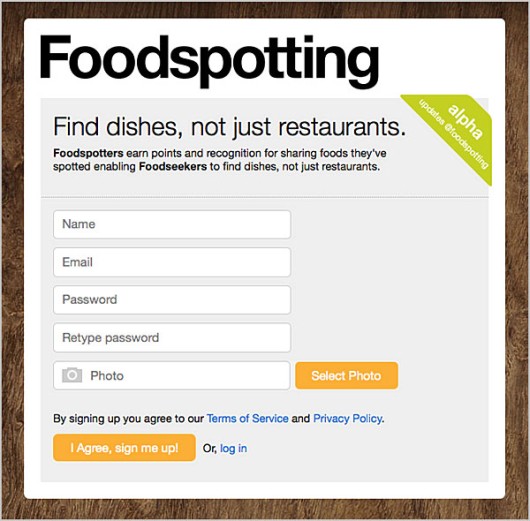 Foodspotting
alpha
updates @foodspotting
Find dishes, not just restaurants.
Foodspotters earn points and recognition for sharing foods they've
spotted enabling Foodseekers to find dishes, not just restaurants.
Name
Email
Password
Retype password
Photo
Select Photo
By signing up you agree to our Terms of Service and Privacy Policy.
I Agree, sign me up!
Or, log in